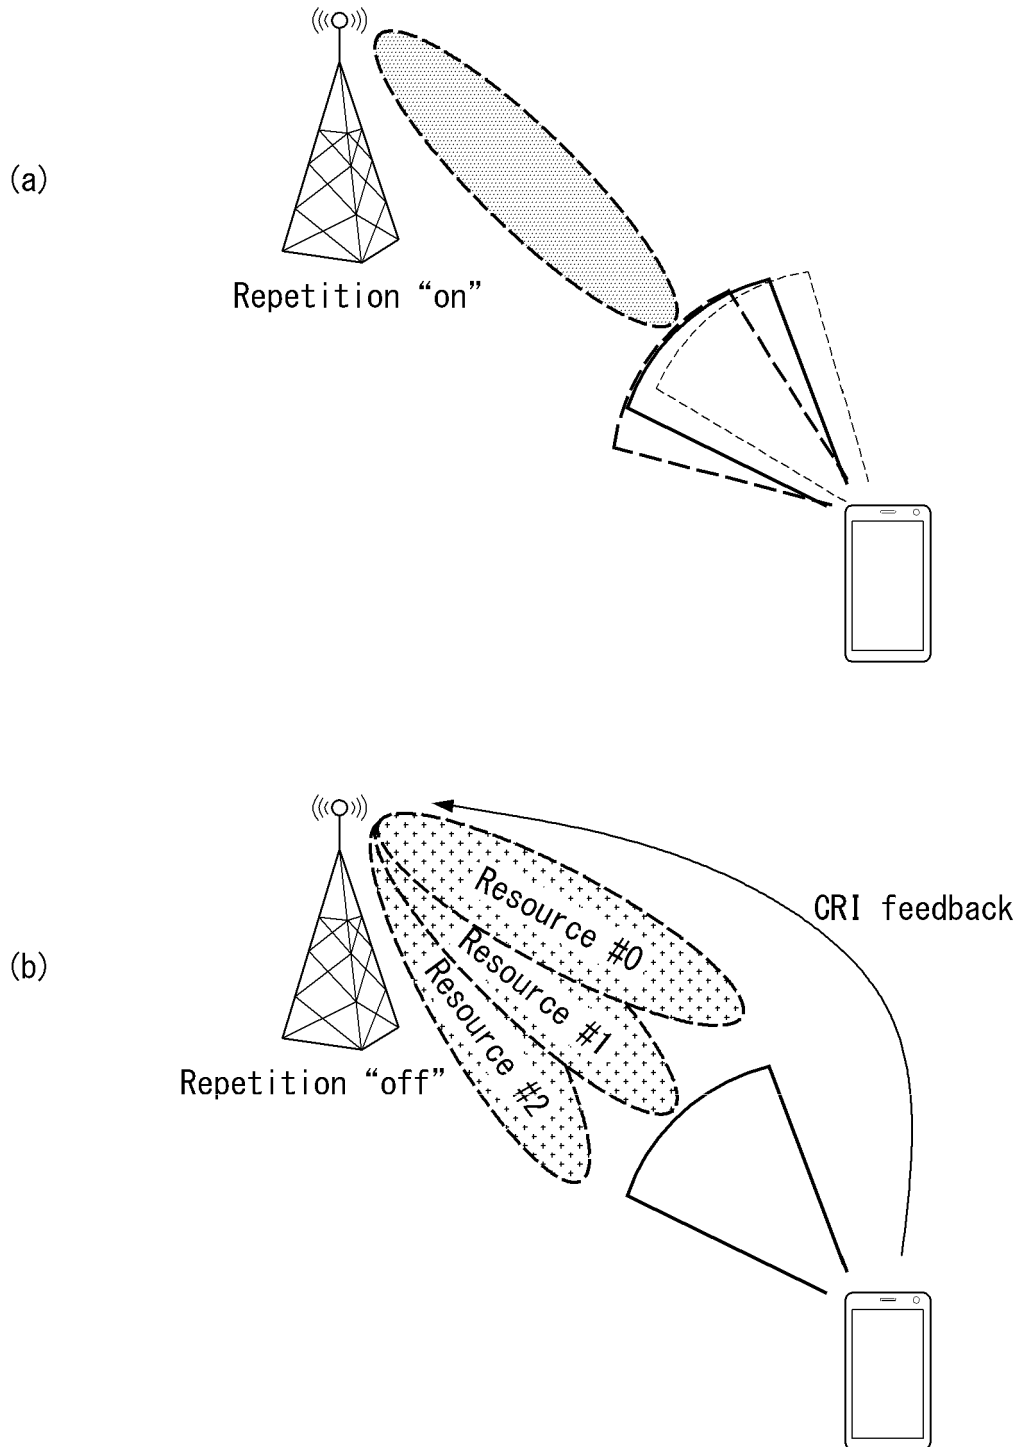 (a)
Repetition “on”
CRI feedback
(b)
Resource #0
Resource #1
Resource #2
Repetition “off”